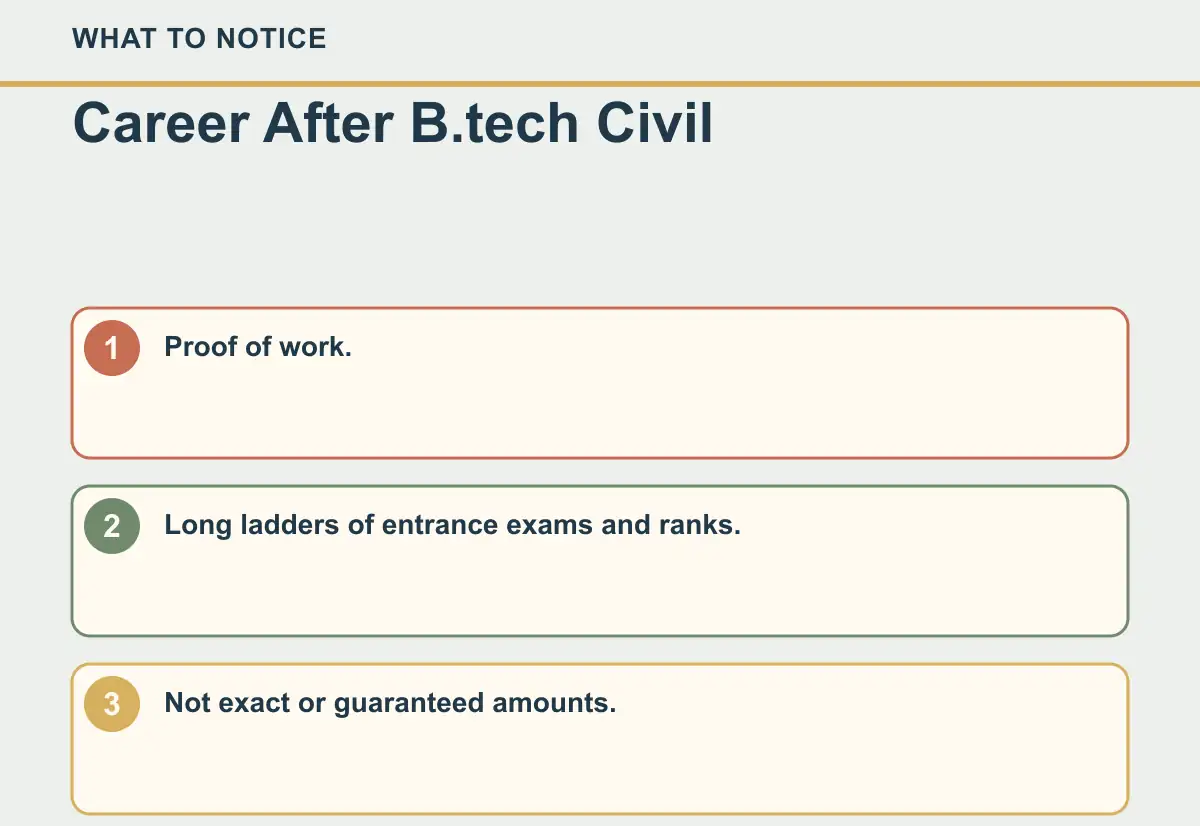 WHAT TO NOTICE
Career After B.tech Civil
1 Proof of work.
2 Long ladders of entrance exams and ranks.
3 Not exact or guaranteed amounts.